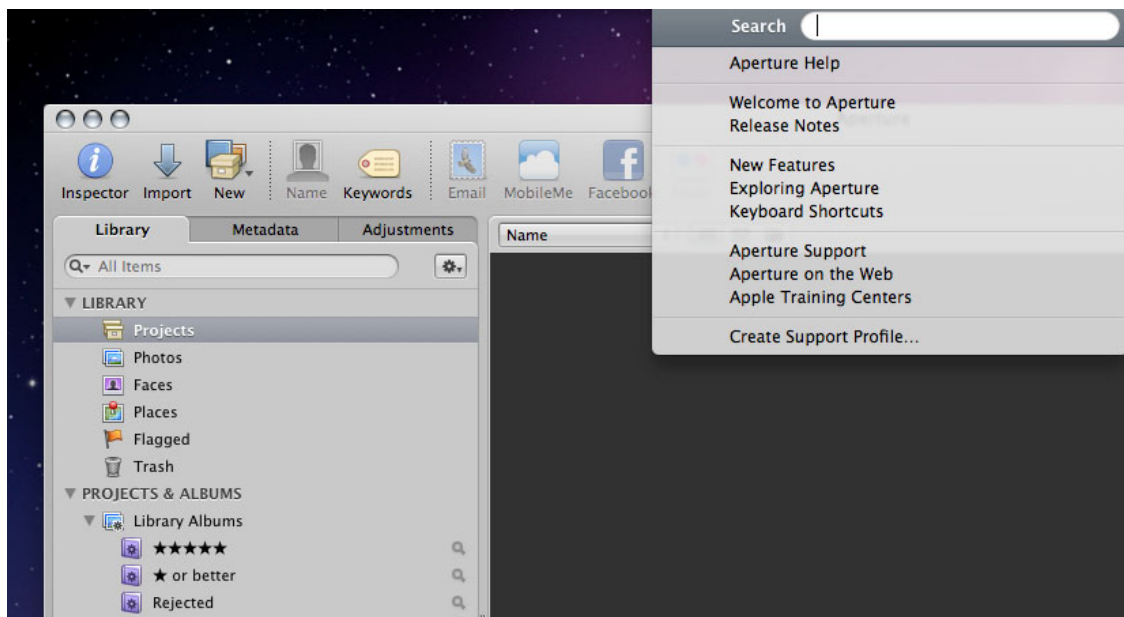 Search
Aperture Help
Welcome to Aperture
Release Notes
New Features
Exploring Aperture
Keyboard Shortcuts
Aperture Support
Aperture on the Web
Apple Training Centers
Create Support Profile...
Aperture
Inspector Import New Name Keywords Email MobileMe Facebook
Library Metadata Adjustments
Name
All Items
LIBRARY
Projects
Photos
Faces
Places
Flagged
Trash
PROJECTS & ALBUMS
Library Albums
★★★★★
★ or better
Rejected